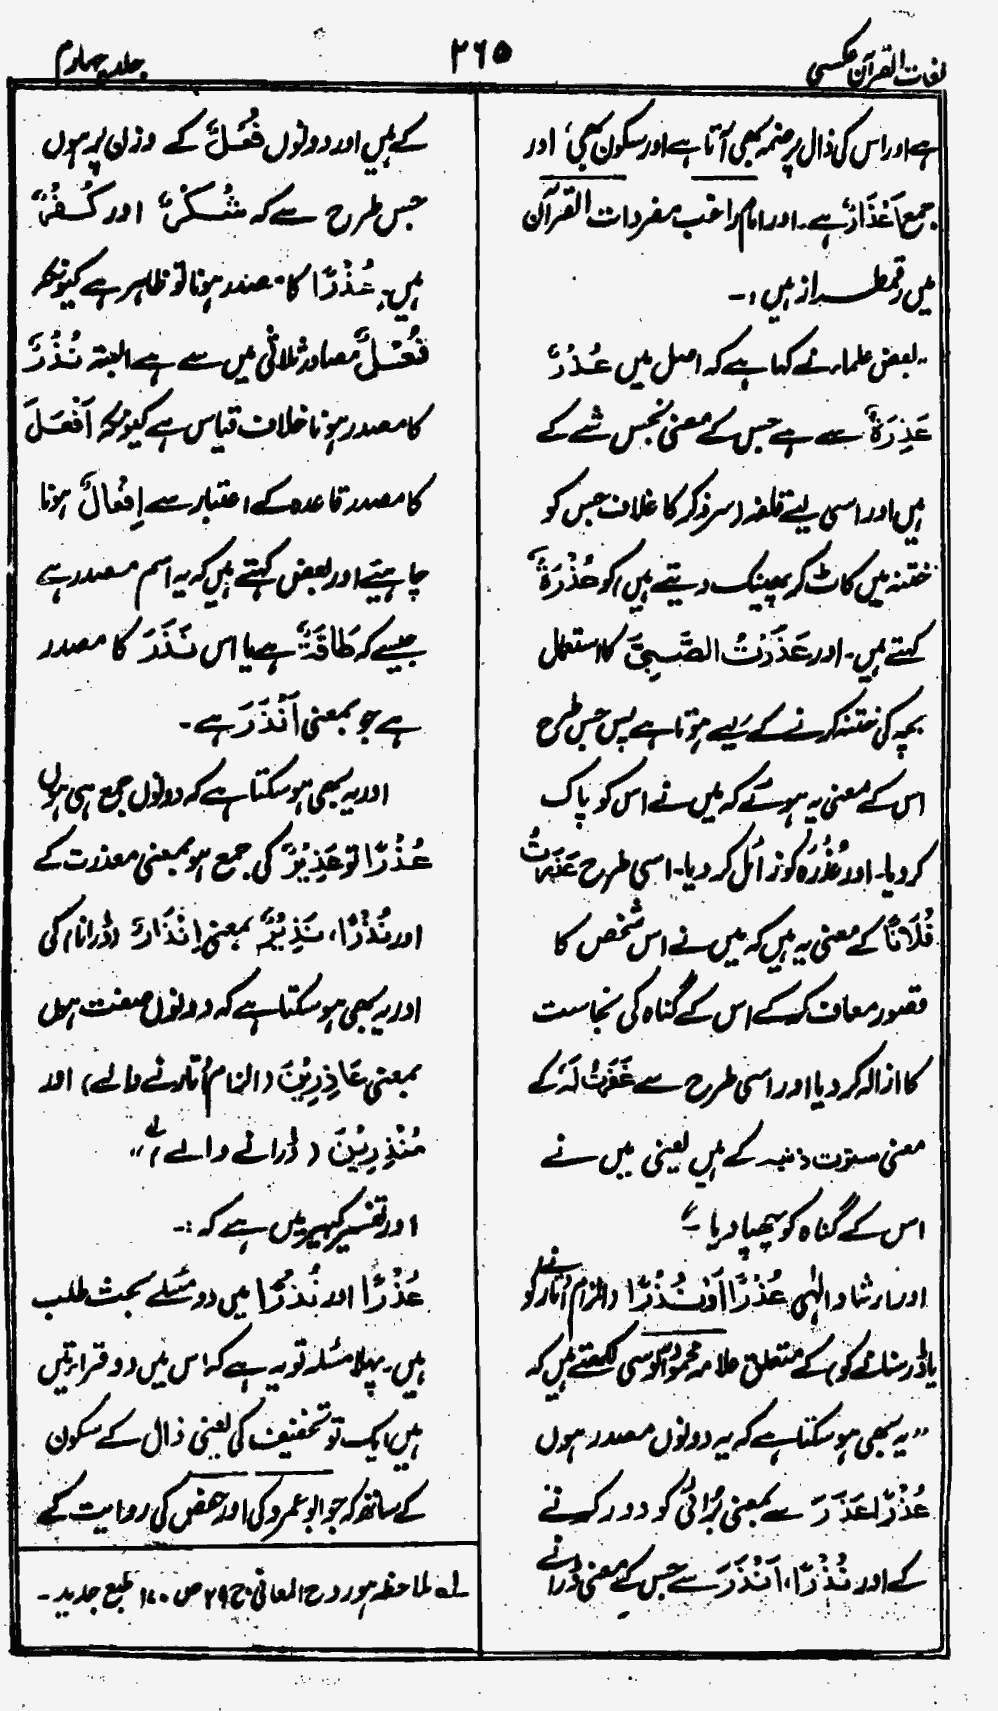 لغات القرآن عکسی
۲۶۵
جلد چہارم
ہے اور اس کی ذال پر ضمہ بھی آتا ہے اور سکون بھی، اور
جمع اَعْذَارٌ ہے۔ اور امام راغب مفردات القرآن
میں رقمطراز ہیں:۔
”بعض علماء نے کہا ہے کہ اصل میں عُذْرٌ
عَذِرَۃٌ سے ہے جس کے معنی نجس شے کے
ہیں اور اسی لیے قلفہ (سر ذکر کا غلاف جس کو
ختنہ میں کاٹ کر پھینک دیتے ہیں) کو عُذْرَۃٌ
کہتے ہیں۔ اور عَذَرْتُ الصَّبِیَّ کا استعمال
بچہ کی ختنہ کرنے کے لیے ہوتا ہے پس جس طرح
اس کے معنی یہ ہوئے کہ میں نے اس کو پاک
کر دیا۔ اور عُذْرَہ کو زائل کر دیا۔ اسی طرح عَذَرْتُ
فُلَانًا کے معنی یہ ہیں کہ میں نے اس شخص کا
قصور معاف کر کے اس کے گناہ کی نجاست
کا ازالہ کر دیا اور اسی طرح سے غَفَرْتُ لَہٗ کے
معنی سترت ذنبہ کے ہیں یعنی میں نے
اس کے گناہ کو چھپا دیا۔“
اور ارشاد الٰہی عُذْرًا اَوْ نُذْرًا (الزام اُتارنے کو
یا ڈر سنانے کو) کے متعلق علامہ محمود آلوسی لکھتے ہیں کہ
”یہ بھی ہو سکتا ہے کہ یہ دونوں مصدر ہوں
عُذْرًا عَذَرَ سے بمعنی بُرائی کو دور کرنے
کے اور نُذْرًا، اَنْذَرَ سے جس کے معنی ڈرانے
کے ہیں اور دونوں فُعْلٌ کے وزن پر ہوں
جس طرح سے کہ شُکْرٌ اور کُفْرٌ
ہیں۔ عُذْرًا کا مصدر ہونا تو ظاہر ہے کیونکہ
فُعْلٌ مصادر ثلاثی میں سے ہے البتہ نُذْرٌ
کا مصدر ہونا خلاف قیاس ہے کیونکہ اَفْعَلَ
کا مصدر قاعدہ کے اعتبار سے اِفْعَالٌ ہونا
چاہیئے اور بعض کہتے ہیں کہ یہ اسم مصدر ہے
جیسے کہ طَاقَۃٌ ہے یا اس نَذَرَ کا مصدر
ہے جو بمعنی اَنْذَرَ ہے۔
اور یہ بھی ہو سکتا ہے کہ دونوں جمع ہی ہوں
عُذْرًا تو عَذِیْرٌ کی جمع ہو بمعنی معذرت کے
اور نُذْرًا، نَذِیْرٌ بمعنی اِنْذَارٌ (ڈرانا) کی
اور یہ بھی ہو سکتا ہے کہ دونوں صفت ہوں
بمعنی عَاذِرِیْنَ (الزام اُتارنے والے) اور
مُنْذِرِیْنَ (ڈرانے والے) لہ“
اور تفسیر کبیر میں ہے کہ:۔
عُذْرًا اور نُذْرًا میں دو مسئلے بحث طلب
ہیں۔ پہلا مسئلہ تو یہ ہے کہ اس میں دو قراءتیں
ہیں، ایک تو تخفیف کی یعنی ذال کے سکون
کے ساتھ کہ جو ابو عمرو کی اور حفص کی روایت کے
لہ ملاحظہ ہو روح المعانی ج ۲۹ ص ۱۷۰ طبع جدید۔